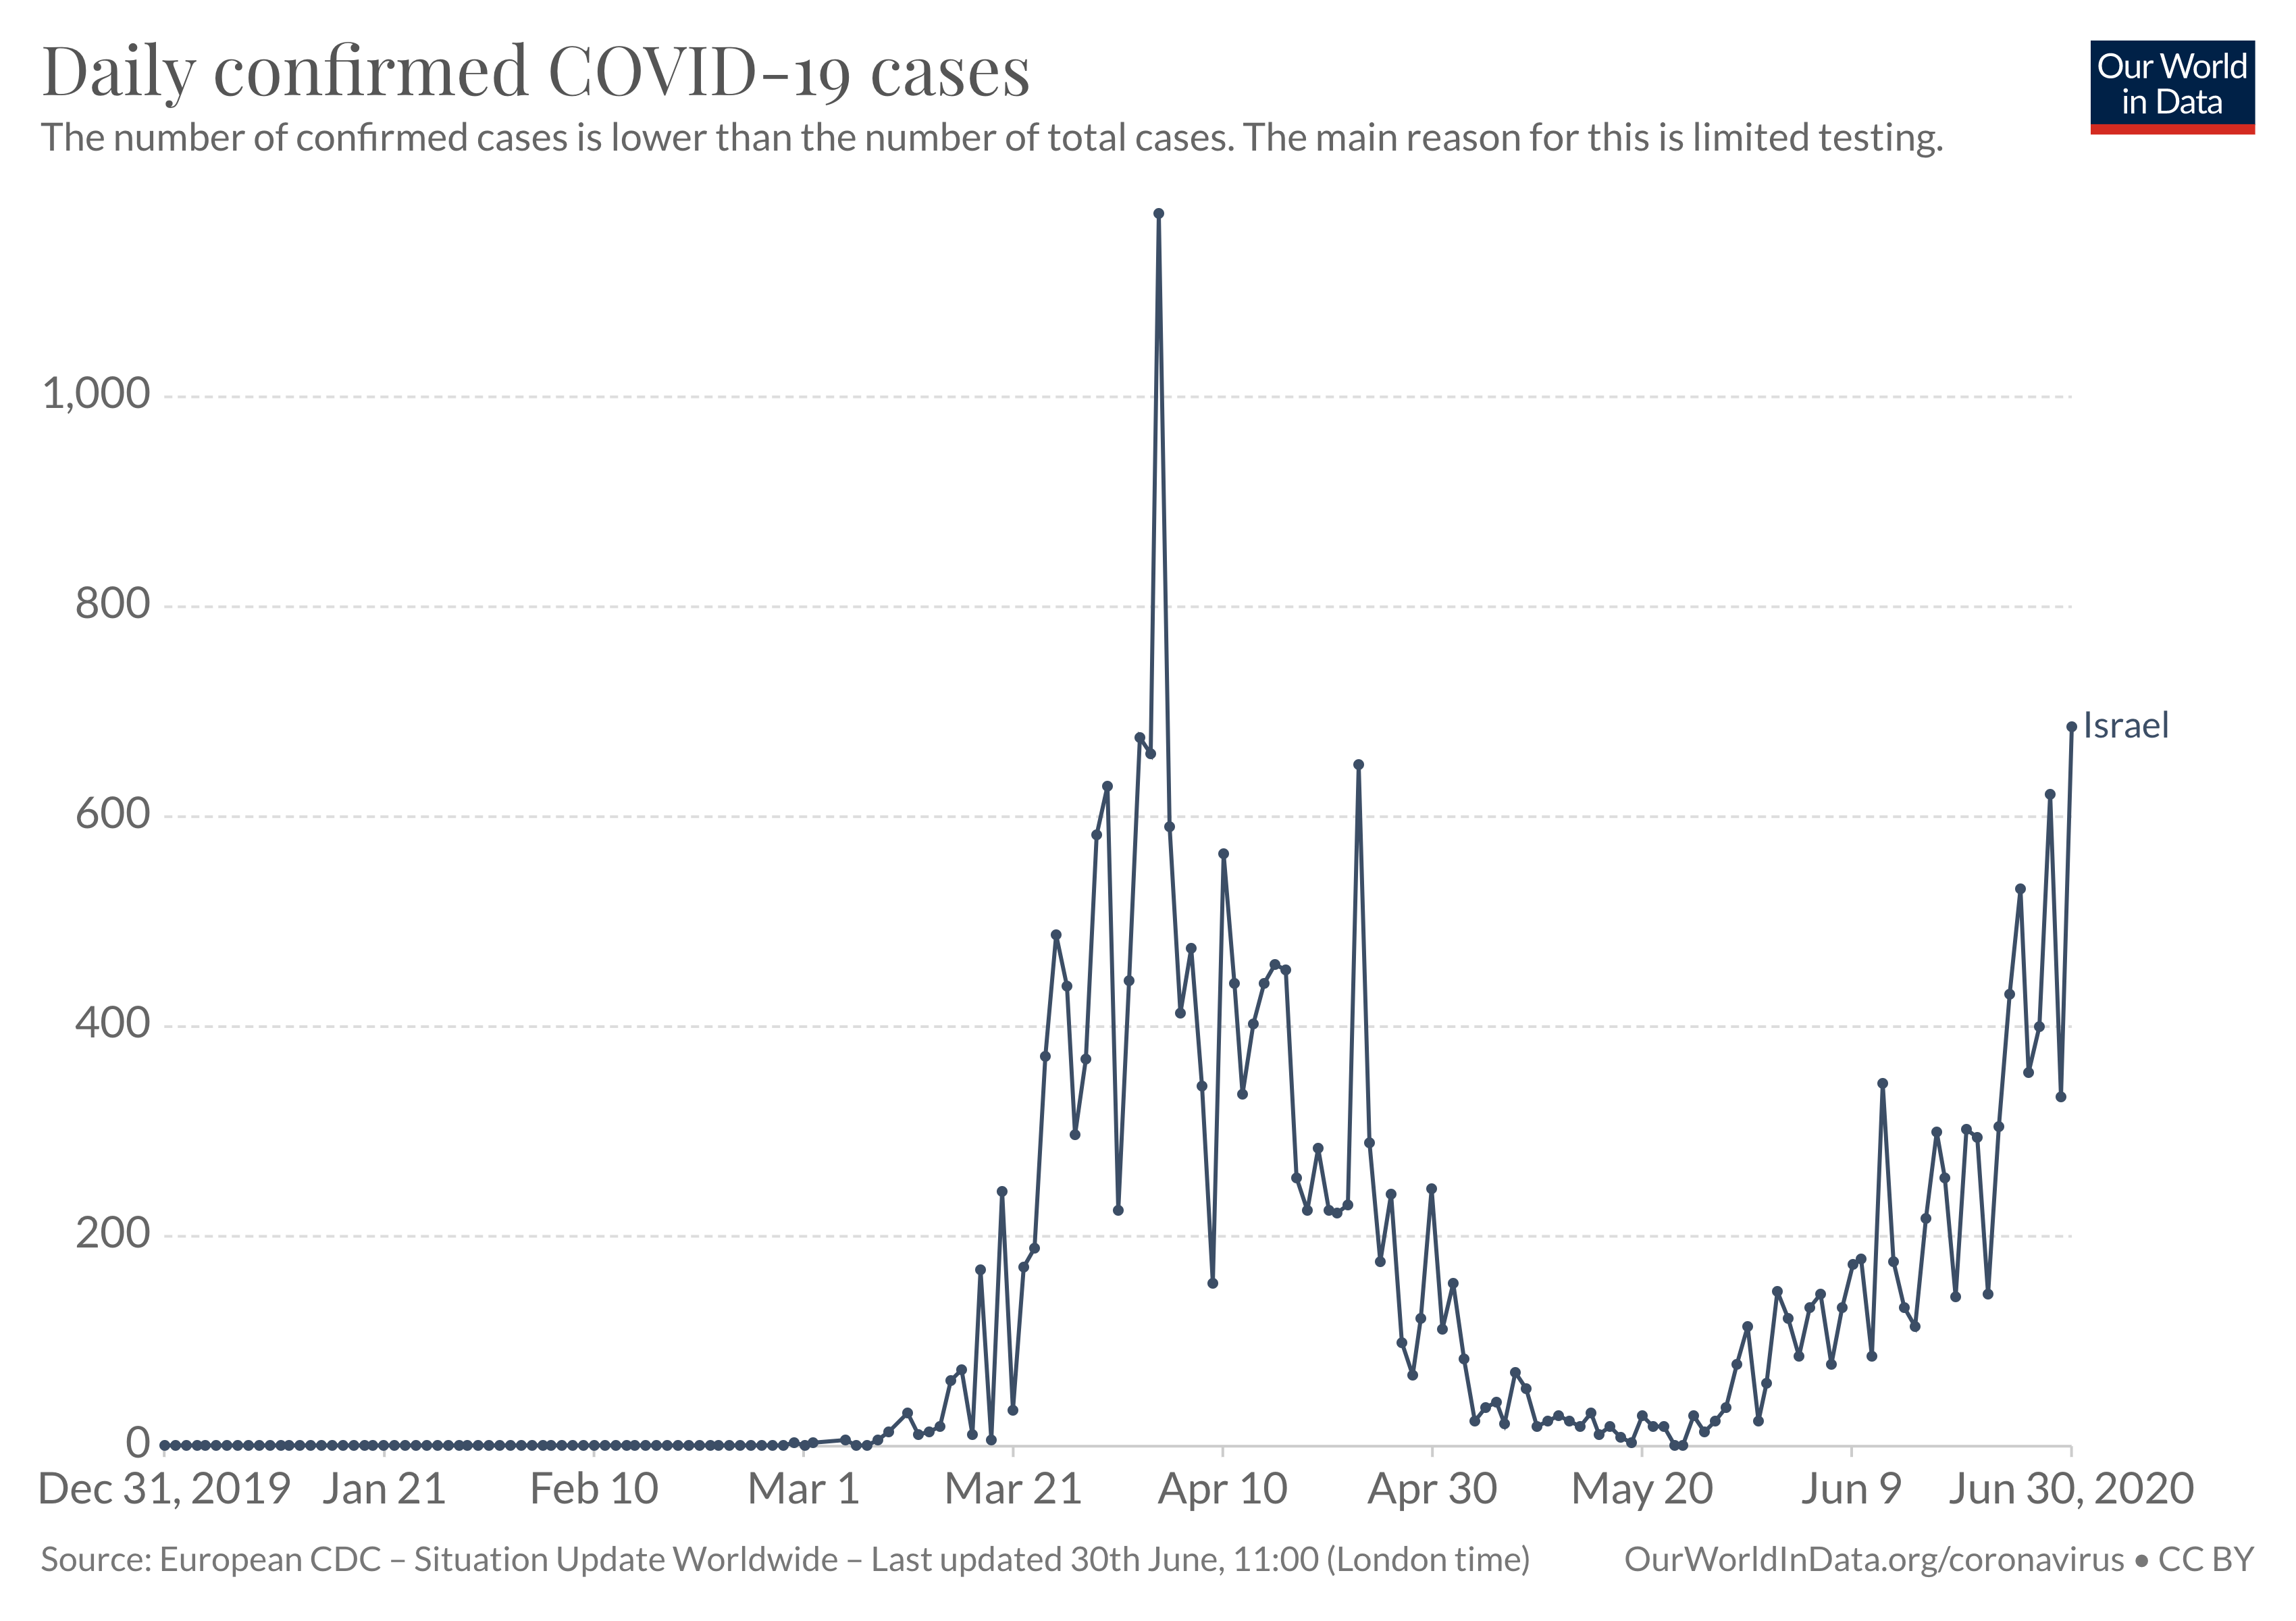 Daily confirmed COVID-19 cases
Our World
in Data
The number of confirmed cases is lower than the number of total cases. The main reason for this is limited testing.
1,000
800
Israel
600
400
200
0
Dec 31, 2019 Jan 21 Feb 10 Mar 1 Mar 21 Apr 10 Apr 30 May 20 Jun 9 Jun 30, 2020
Source: European CDC – Situation Update Worldwide – Last updated 30th June, 11:00 (London time) OurWorldInData.org/coronavirus • CC BY